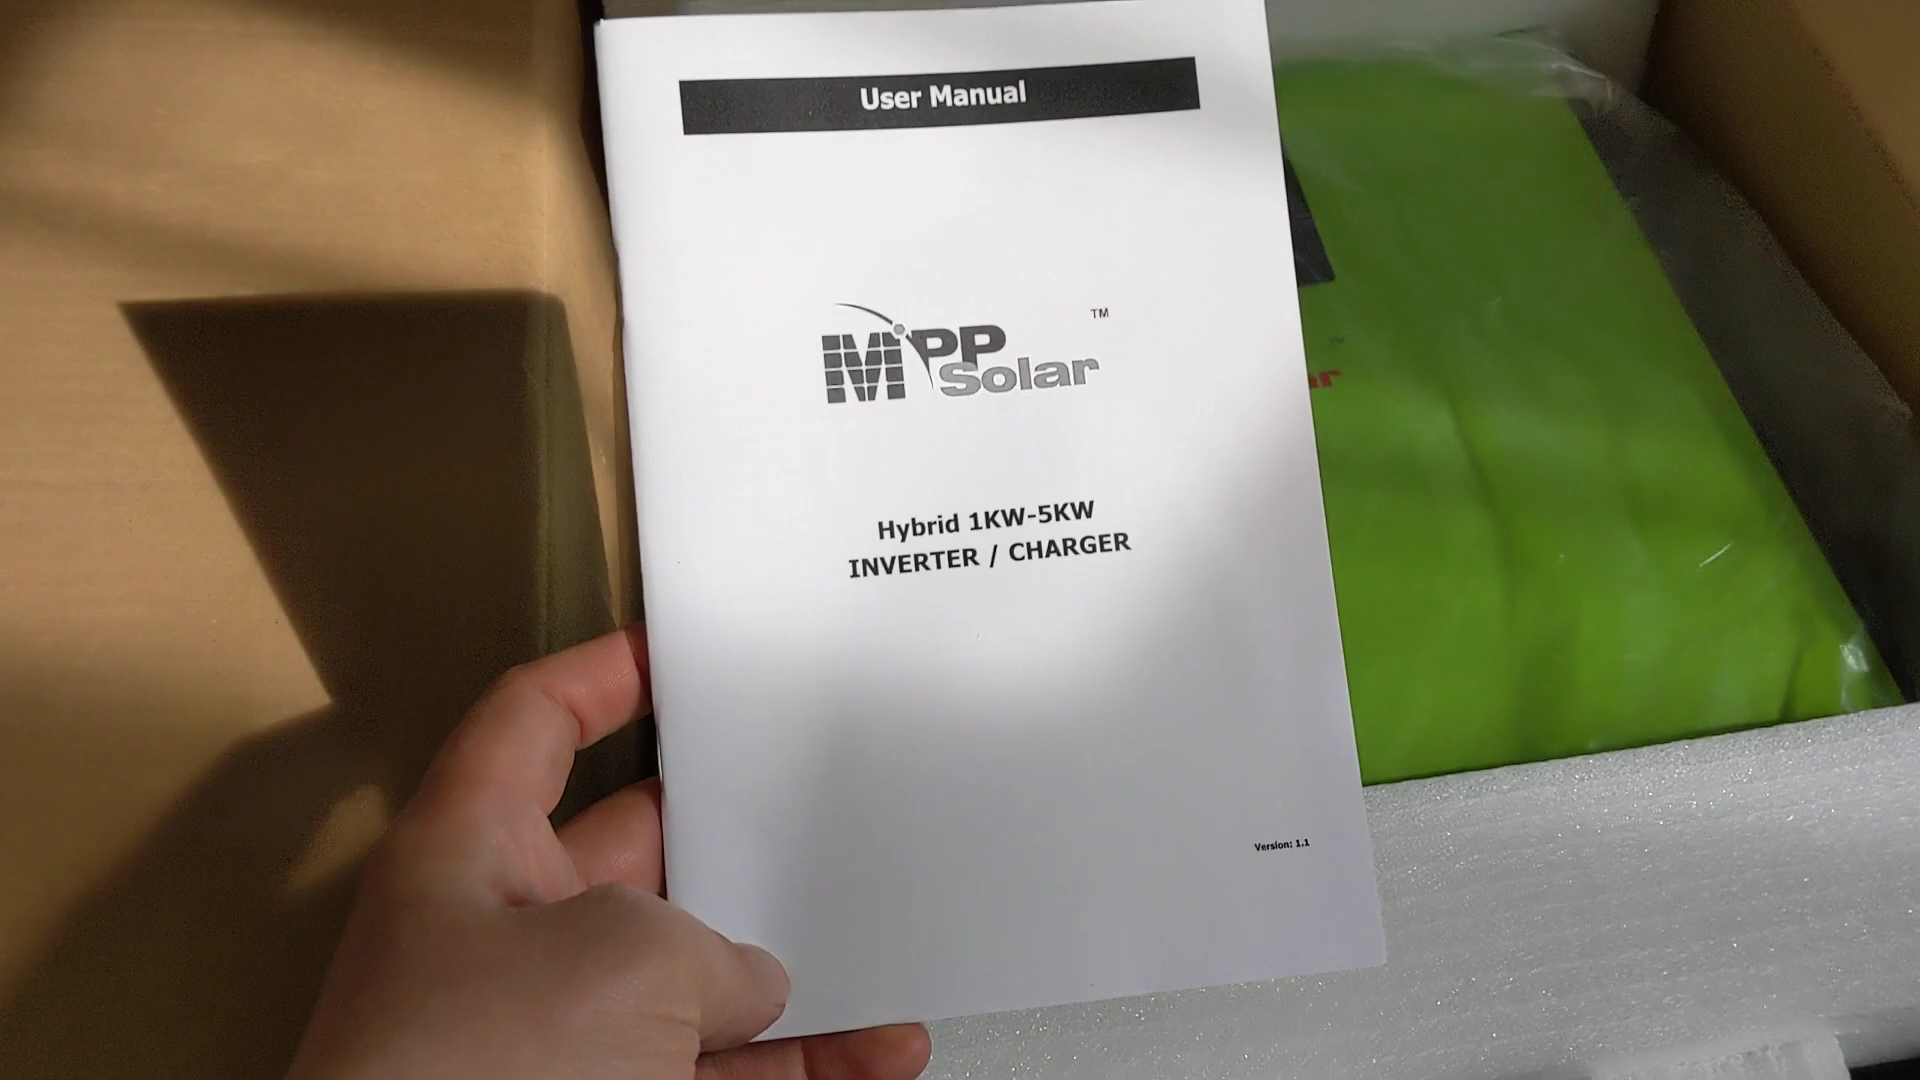 User Manual
MPP
Solar
TM
Hybrid 1KW-5KW
INVERTER / CHARGER
Version: 1.1